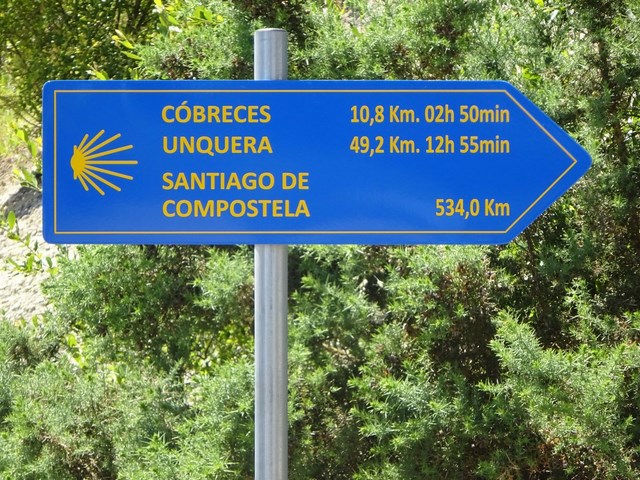 CÓBRECES 10,8 Km. 02h 50min
UNQUERA 49,2 Km. 12h 55min
SANTIAGO DE
COMPOSTELA 534,0 Km